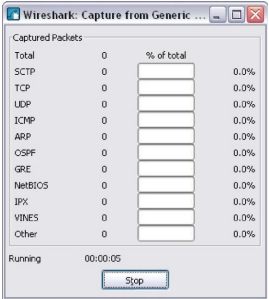 Wireshark: Capture from Generic ...
Captured Packets
Total 0 % of total
SCTP 0 0.0%
TCP 0 0.0%
UDP 0 0.0%
ICMP 0 0.0%
ARP 0 0.0%
OSPF 0 0.0%
GRE 0 0.0%
NetBIOS 0 0.0%
IPX 0 0.0%
VINES 0 0.0%
Other 0 0.0%
Running 00:00:05
Stop